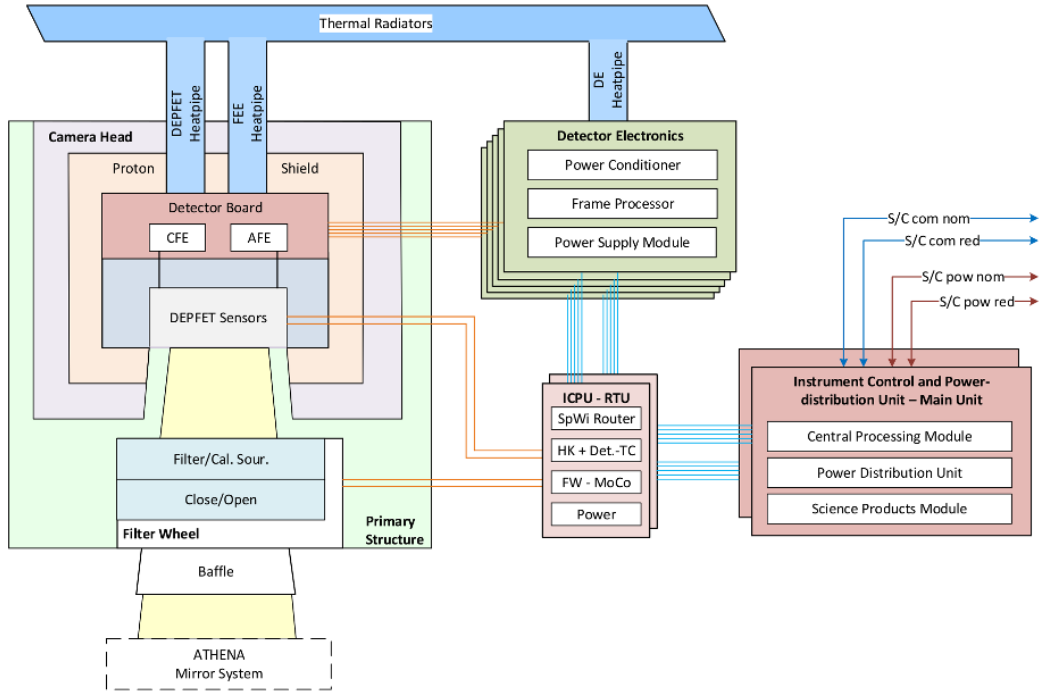 Thermal Radiators
DEPFET
Heatpipe
FEE
Heatpipe
DE
Heatpipe
Camera Head
Proton
Shield
Detector Board
CFE
AFE
DEPFET Sensors
Detector Electronics
Power Conditioner
Frame Processor
Power Supply Module
S/C com nom
S/C com red
S/C pow nom
S/C pow red
ICPU - RTU
SpWi Router
HK + Det.-TC
FW - MoCo
Power
Instrument Control and Power-
distribution Unit – Main Unit
Central Processing Module
Power Distribution Unit
Science Products Module
Filter/Cal. Sour.
Close/Open
Filter Wheel
Primary
Structure
Baffle
ATHENA
Mirror System